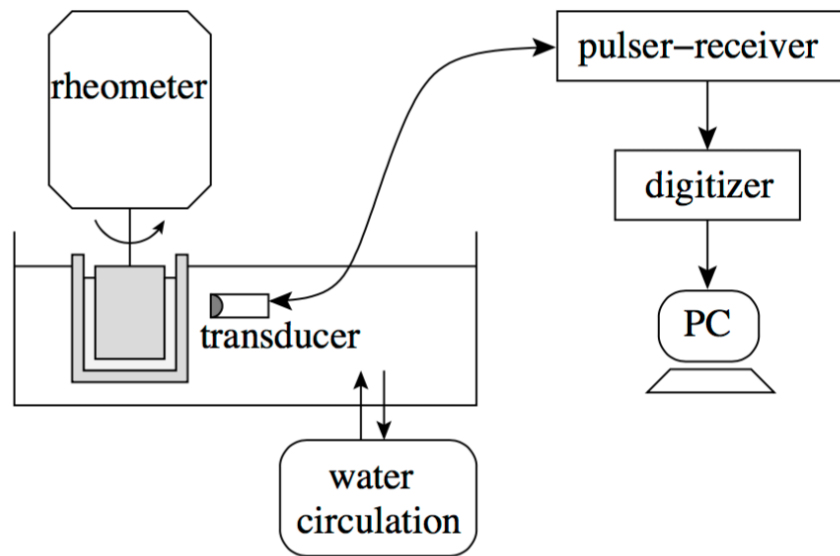 rheometer
pulser–receiver
digitizer
PC
transducer
water
circulation